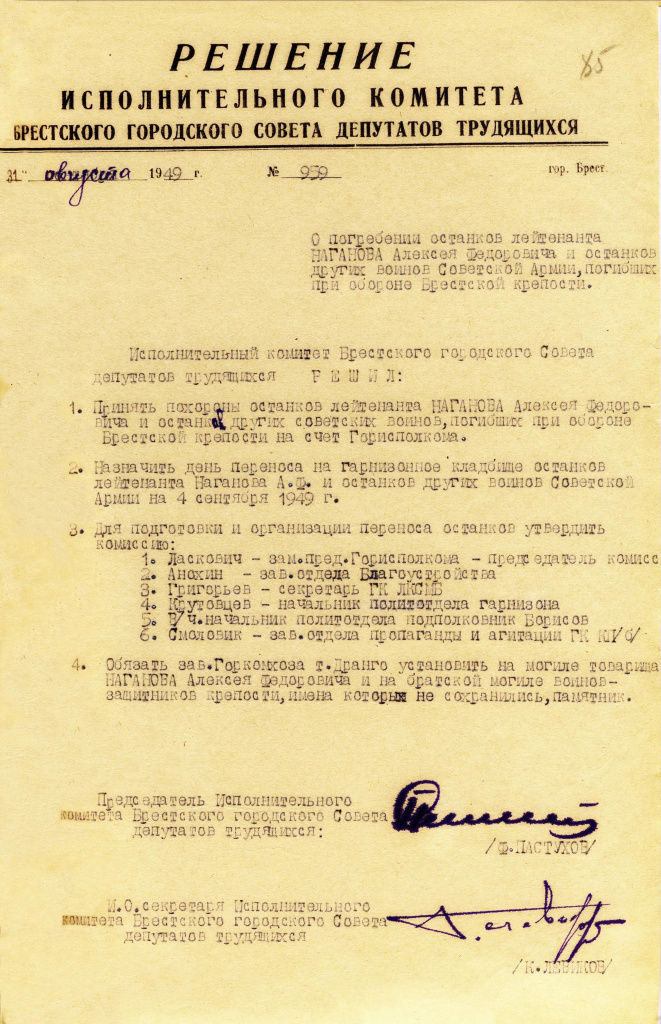 85
РЕШЕНИЕ
ИСПОЛНИТЕЛЬНОГО КОМИТЕТА
БРЕСТСКОГО ГОРОДСКОГО СОВЕТА ДЕПУТАТОВ ТРУДЯЩИХСЯ
31" августа 1949 г. № 959 гор. Брест.
О погребении останков лейтенанта
НАГАНОВА Алексея Федоровича и останков
других воинов Советской Армии, погибших
при обороне Брестской крепости.
Исполнительный комитет Брестского городского Совета
депутатов трудящихся РЕШИЛ:
1. Принять похороны останков лейтенанта НАГАНОВА Алексея Федоро-
вича и останков других советских воинов, погибших при обороне
Брестской крепости на счет Горисполкома.
2. Назначить день переноса на гарнизонное кладбище останков
лейтенанта Наганова А.Ф. и останков других воинов Советской
Армии на 4 сентября 1949 г.
3. Для подготовки и организации переноса останков утвердить
комиссию:
1. Ласкович - зам.пред.Горисполкома - председатель комисс
2. Анохин - зав.отдела Благоустройства
3. Григорьев - секретарь ГК ЛКСМБ
4. Крутовцев - начальник политотдела гарнизона
5. В/ч.начальник политотдела подполковник Борисов
6. Смоловик - зав.отдела пропаганды и агитации ГК КП/б/
4. Обязать зав.Горкомхоза т.Дранго установить на могиле товарища
НАГАНОВА Алексея Федоровича и на братской могиле воинов-
защитников крепости, имена которых не сохранились, памятник.
Председатель Исполнительного
комитета Брестского городского Совета
депутатов трудящихся:
/Ф.ПАСТУХОВ/
И.О.секретаря Исполнительного
комитета Брестского городского Совета
депутатов трудящихся
/К.ЛЕВИКОВ/